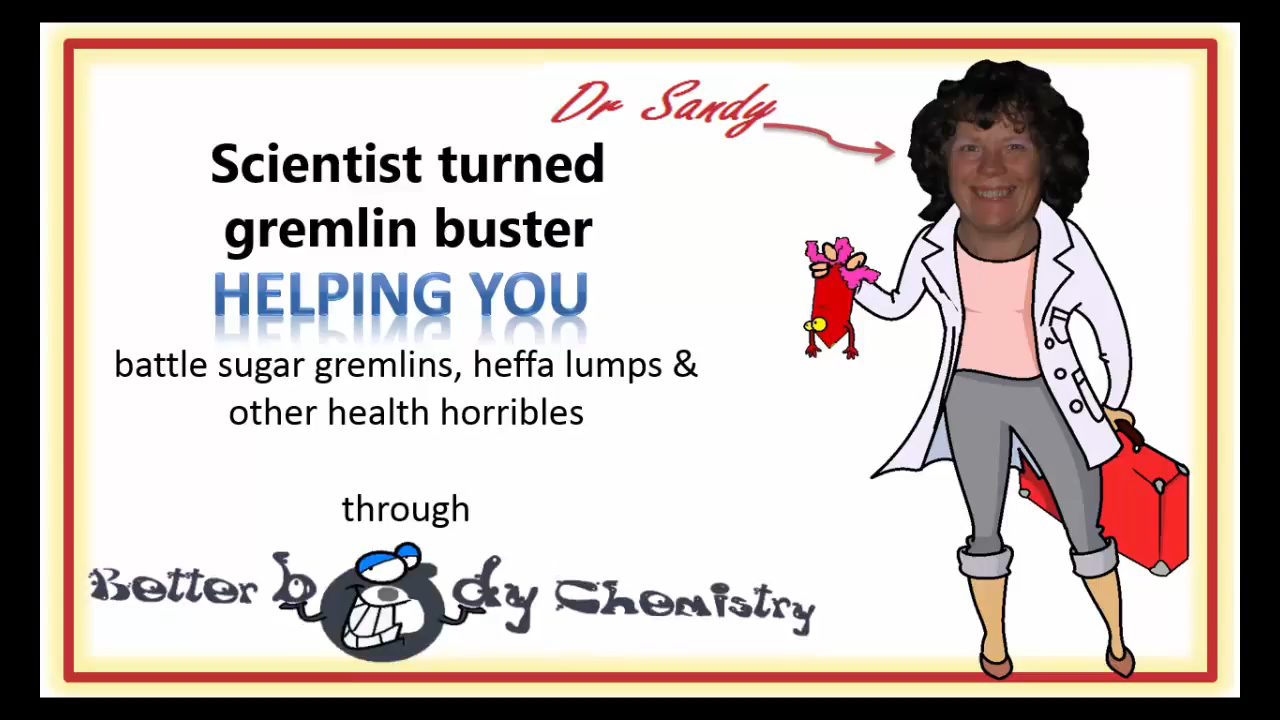 Dr Sandy
Scientist turned
gremlin buster
HELPING YOU
battle sugar gremlins, heffa lumps &
other health horribles
through
Better body Chemistry